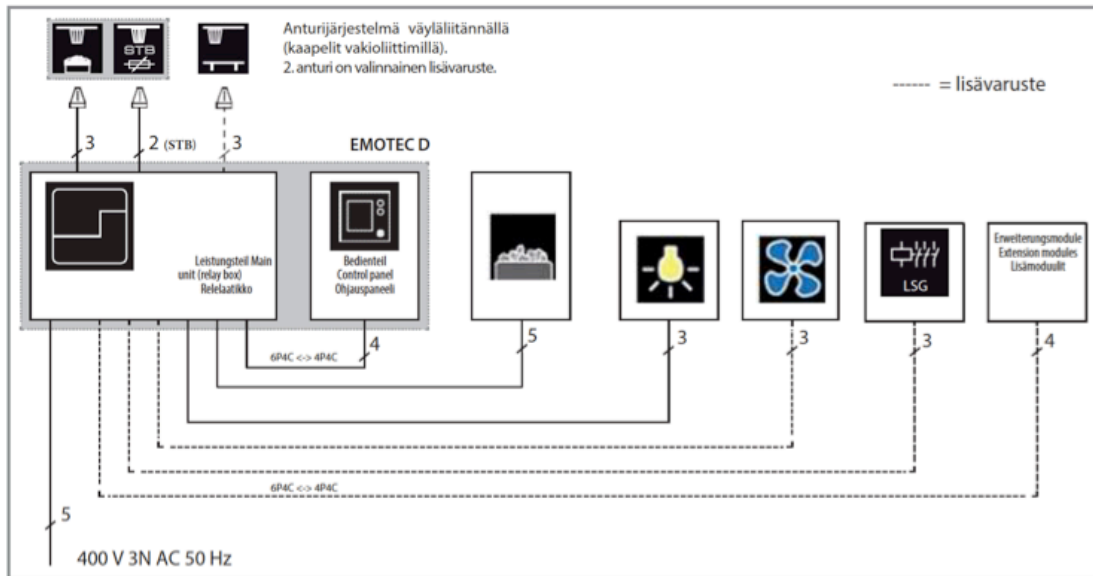 Anturijärjestelmä väyläliitännällä
(kaapelit vakioliittimillä).
2. anturi on valinnainen lisävaruste.
STB
------ = lisävaruste
3
2 (STB)
3
EMOTEC D
Leistungsteil Main
unit (relay box)
Relelaatikko
Bedienteil
Control panel
Ohjauspaneeli
LSG
Erweiterungsmodule
Extension modules
Lisämoduulit
4
5
3
3
3
4
6P4C <-> 4P4C
6P4C <-> 4P4C
5
400 V 3N AC 50 Hz